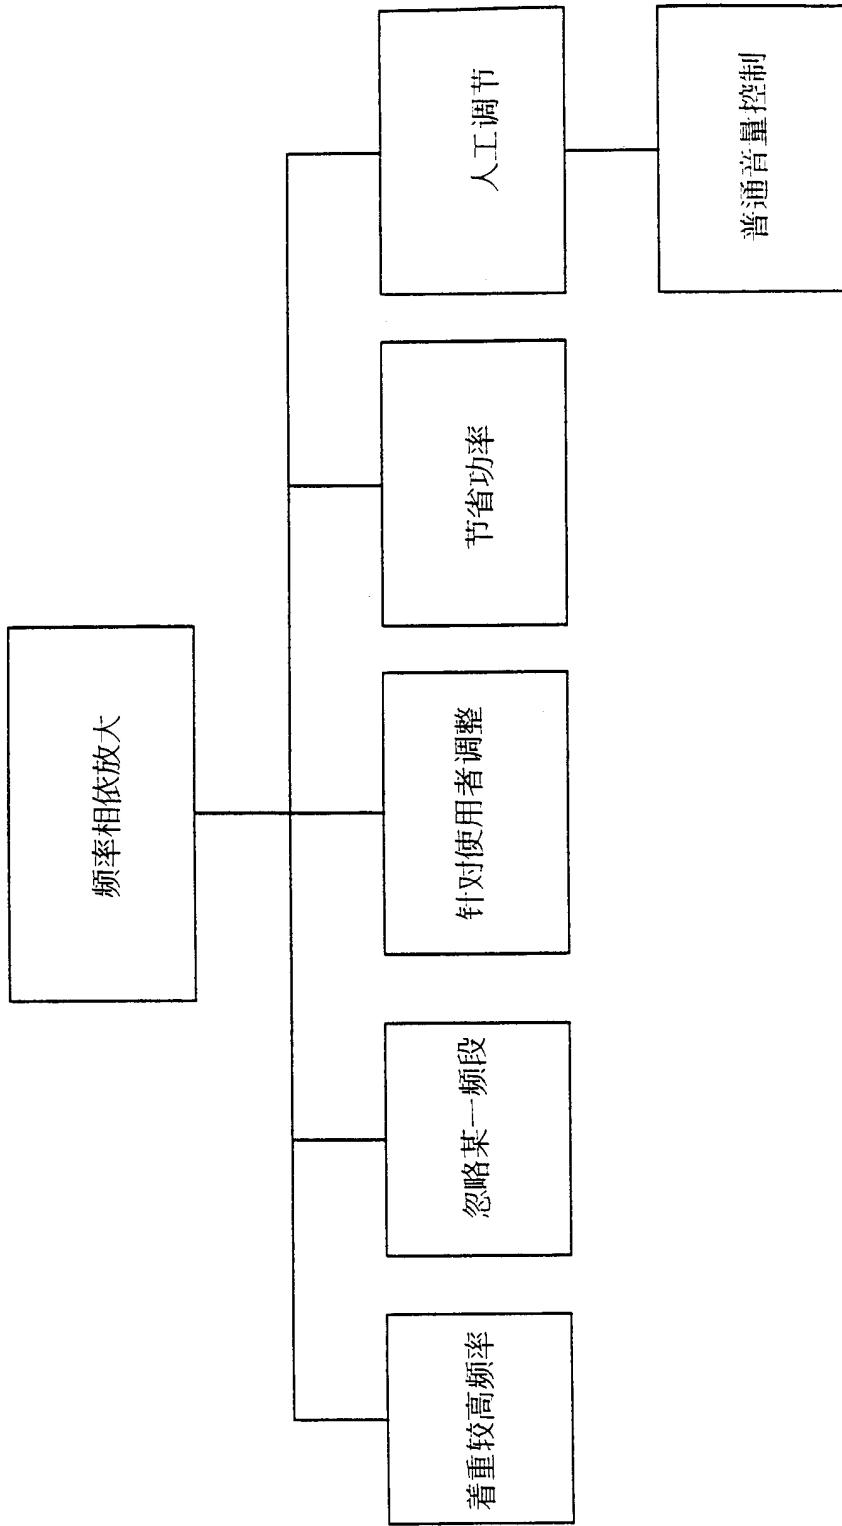 频率相依放大
着重较高频率
忽略某一频段
针对使用者调整
节省功率
人工调节
普通音量控制